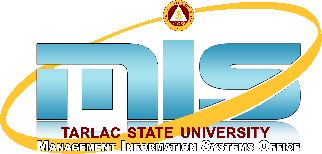 mis
TARLAC STATE UNIVERSITY
MANAGEMENT INFORMATION SYSTEMS OFFICE